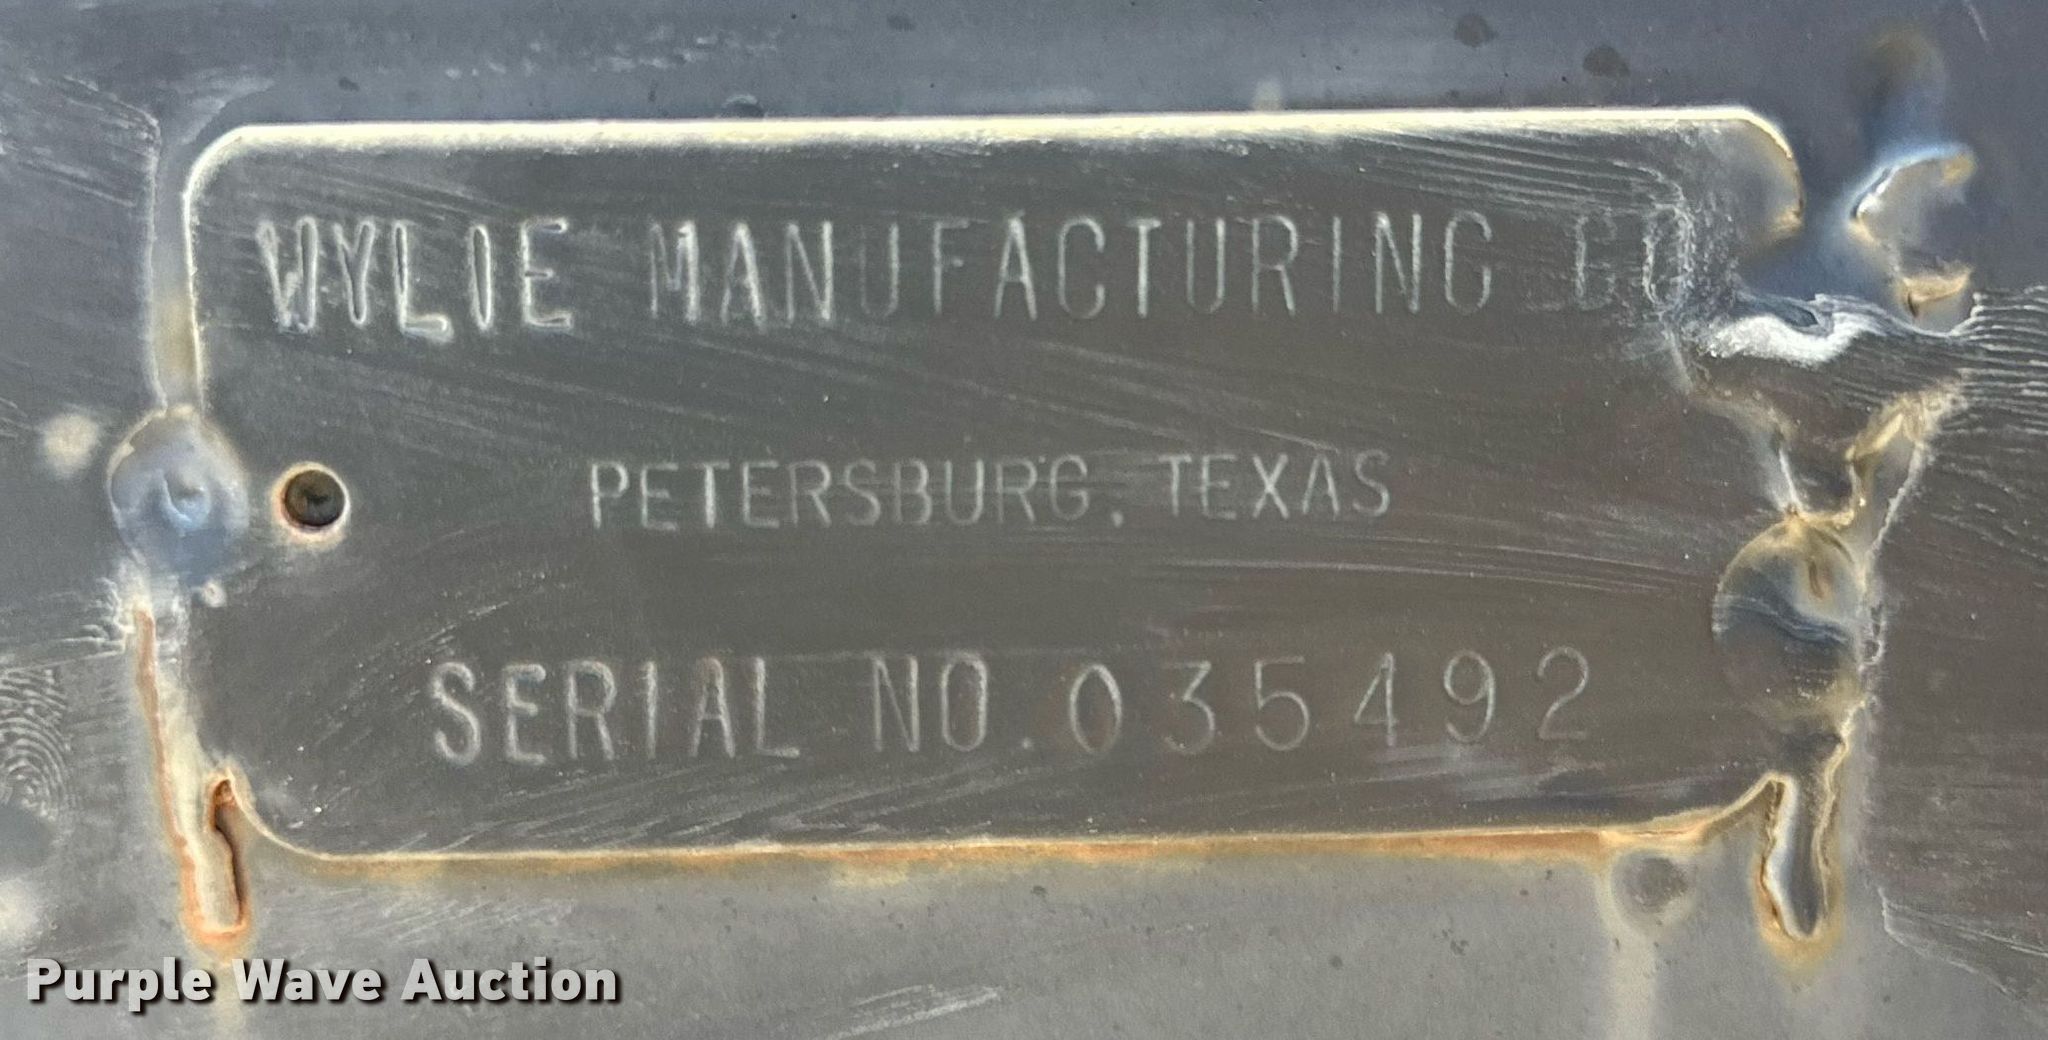 WYLIE MANUFACTURING CO
PETERSBURG, TEXAS
SERIAL NO. 035492
Purple Wave Auction